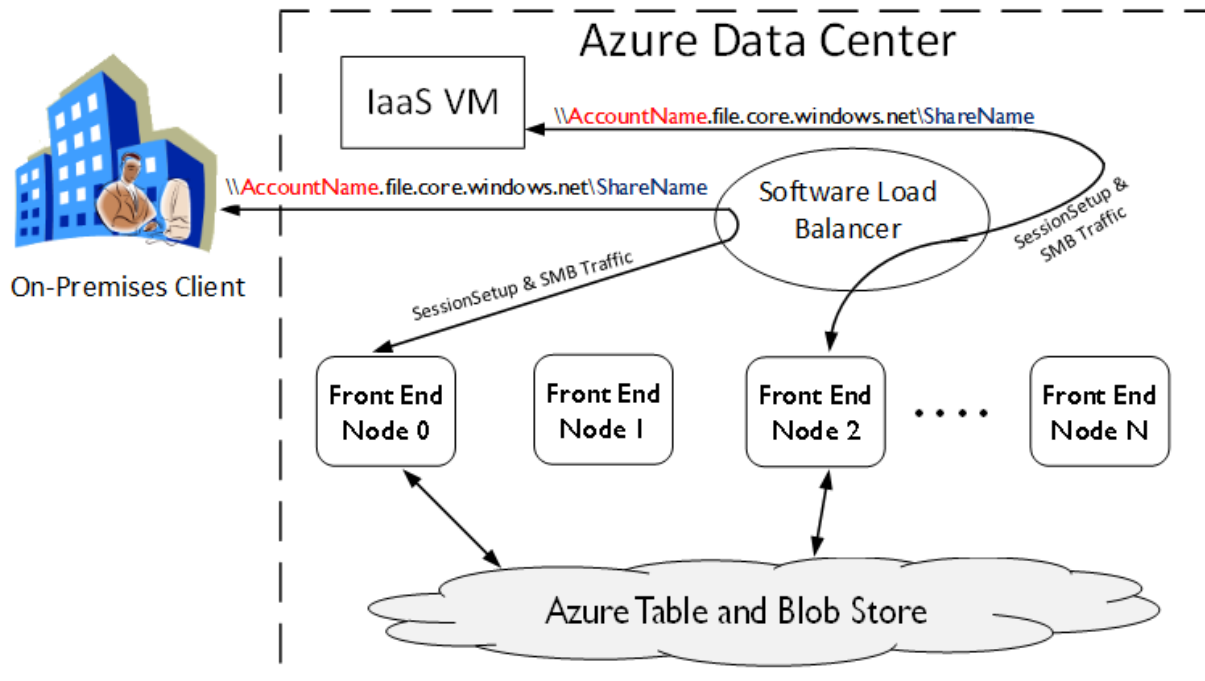 Azure Data Center
IaaS VM
\\AccountName.file.core.windows.net\ShareName
\\AccountName.file.core.windows.net\ShareName
Software Load
Balancer
SessionSetup &
SMB Traffic
On-Premises Client
SessionSetup & SMB Traffic
Front End
Node 0
Front End
Node 1
Front End
Node 2
Front End
Node N
Azure Table and Blob Store